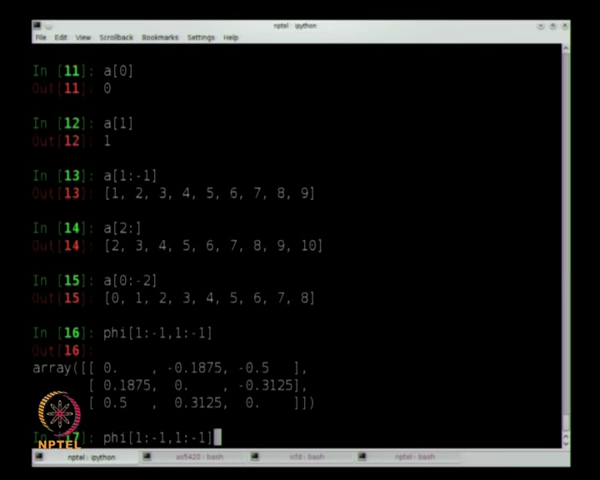 nptel : ipython
File Edit View Scrollback Bookmarks Settings Help
In [11]: a[0]
Out[11]: 0
In [12]: a[1]
Out[12]: 1
In [13]: a[1:-1]
Out[13]: [1, 2, 3, 4, 5, 6, 7, 8, 9]
In [14]: a[2:]
Out[14]: [2, 3, 4, 5, 6, 7, 8, 9, 10]
In [15]: a[0:-2]
Out[15]: [0, 1, 2, 3, 4, 5, 6, 7, 8]
In [16]: phi[1:-1,1:-1]
Out[16]:
array([[ 0.    , -0.1875, -0.5   ],
[ 0.1875,  0.    , -0.3125],
[ 0.5   ,  0.3125,  0.    ]])
In [17]: phi[1:-1,1:-1]
NPTEL
nptel : ipython as5420 : bash cfd : bash nptel : bash